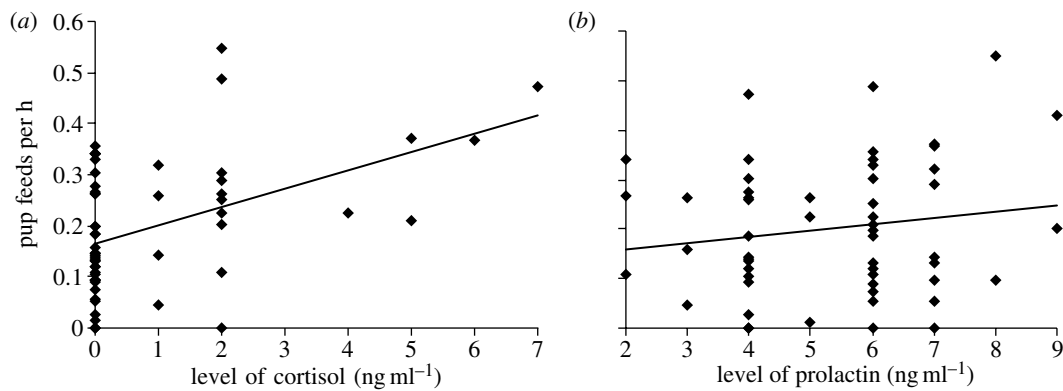 (a)
(b)
0.6
0.5
0.4
0.3
0.2
0.1
0
pup feeds per h
0 1 2 3 4 5 6 7
2 3 4 5 6 7 8 9
level of cortisol (ng ml⁻¹)
level of prolactin (ng ml⁻¹)